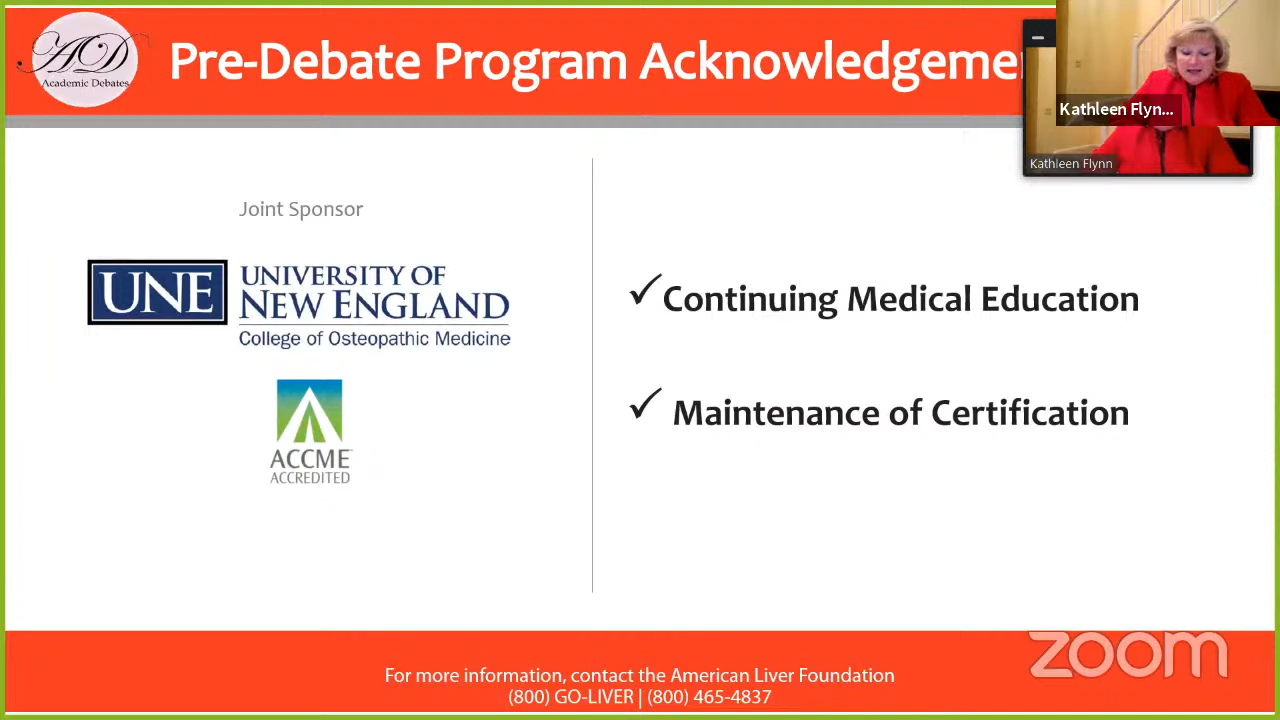 AD
Academic Debates
Pre-Debate Program Acknowledgeme
Kathleen Flyn...
Kathleen Flynn
Joint Sponsor
UNE
UNIVERSITY OF
NEW ENGLAND
College of Osteopathic Medicine
ACCME
ACCREDITED
✓Continuing Medical Education
✓ Maintenance of Certification
zoom
For more information, contact the American Liver Foundation
(800) GO-LIVER | (800) 465-4837